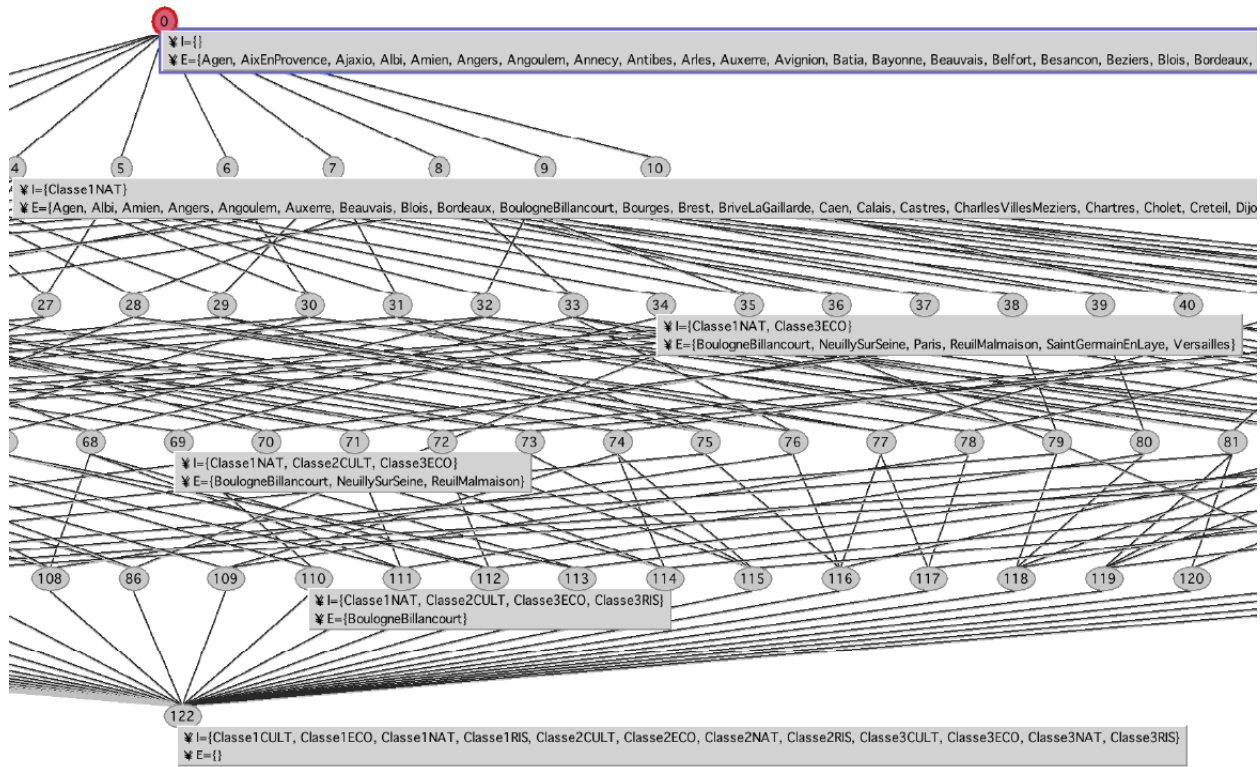 0
¥ I={}
¥ E={Agen, AixEnProvence, Ajaxio, Albi, Amien, Angers, Angoulem, Annecy, Antibes, Arles, Auxerre, Avignion, Batia, Bayonne, Beauvais, Belfort, Besancon, Beziers, Blois, Bordeaux,
4 5 6 7 8 9 10
¥ I={Classe1NAT}
¥ E={Agen, Albi, Amien, Angers, Angoulem, Auxerre, Beauvais, Blois, Bordeaux, BoulogneBillancourt, Bourges, Brest, BriveLaGaillarde, Caen, Calais, Castres, CharllesVillesMeziers, Chartres, Cholet, Creteil, Dijo
27 28 29 30 31 32 33 34 35 36 37 38 39 40
¥ I={Classe1NAT, Classe3ECO}
¥ E={BoulogneBillancourt, NeuillySurSeine, Paris, ReuilMalmaison, SaintGermainEnLaye, Versailles}
68 69 70 71 72 73 74 75 76 77 78 79 80 81
¥ I={Classe1NAT, Classe2CULT, Classe3ECO}
¥ E={BoulogneBillancourt, NeuillySurSeine, ReuilMalmaison}
108 86 109 110 111 112 113 114 115 116 117 118 119 120
¥ I={Classe1NAT, Classe2CULT, Classe3ECO, Classe3RIS}
¥ E={BoulogneBillancourt}
122
¥ I={Classe1CULT, Classe1ECO, Classe1NAT, Classe1RIS, Classe2CULT, Classe2ECO, Classe2NAT, Classe2RIS, Classe3CULT, Classe3ECO, Classe3NAT, Classe3RIS}
¥ E={}